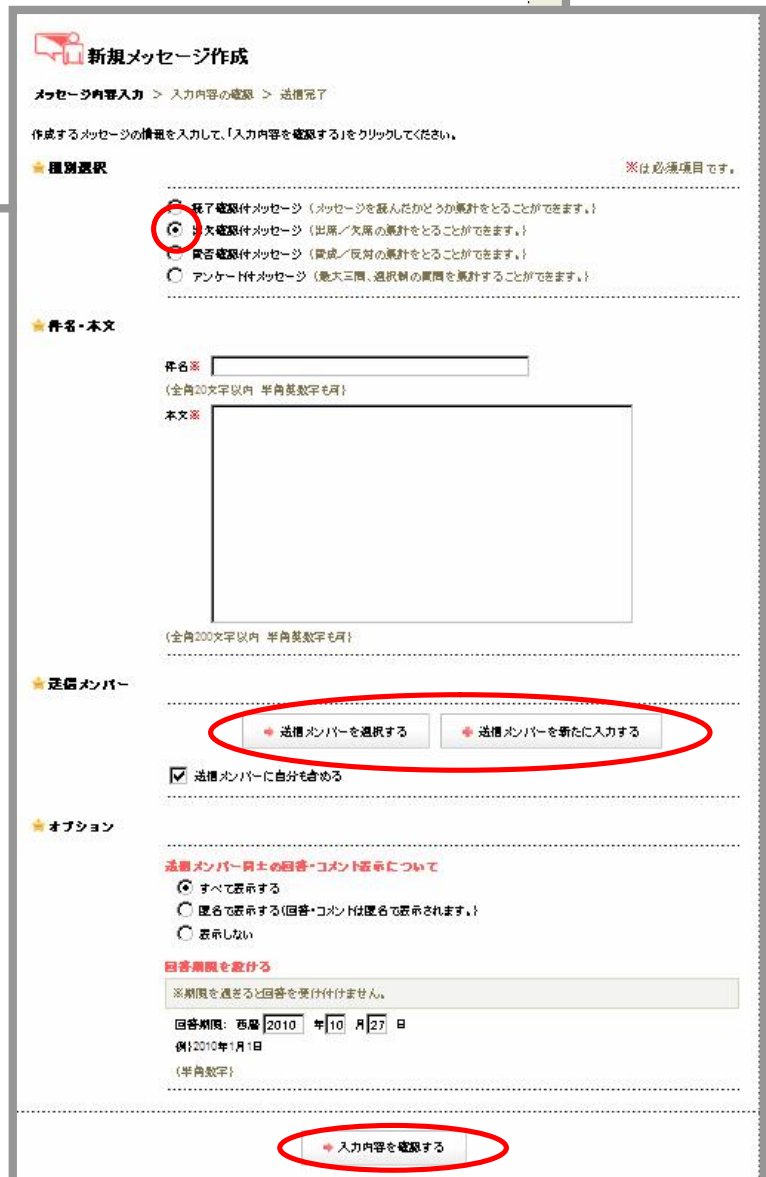 新規メッセージ作成
メッセージ内容入力 > 入力内容の確認 > 送信完了
作成するメッセージの情報を入力して、「入力内容を確認する」をクリックしてください。
種別選択
※は必須項目です。
読了確認付メッセージ (メッセージを読んだかどうか集計をとることができます。)
出欠確認付メッセージ (出席／欠席の集計をとることができます。)
賛否確認付メッセージ (賛成／反対の集計をとることができます。)
アンケート付メッセージ (最大三問、選択制の質問を集計することができます。)
件名・本文
件名※
(全角20文字以内 半角英数字も可)
本文※
(全角200文字以内 半角英数字も可)
送信メンバー
送信メンバーを選択する 送信メンバーを新たに入力する
送信メンバーに自分も含める
オプション
送信メンバー同士の回答・コメント表示について
すべて表示する
匿名で表示する(回答・コメントは匿名で表示されます。)
表示しない
回答期限を設ける
※期限を過ぎると回答を受け付けません。
回答期限: 西暦 2010 年 10 月 27 日
例)2010年1月1日
(半角数字)
入力内容を確認する